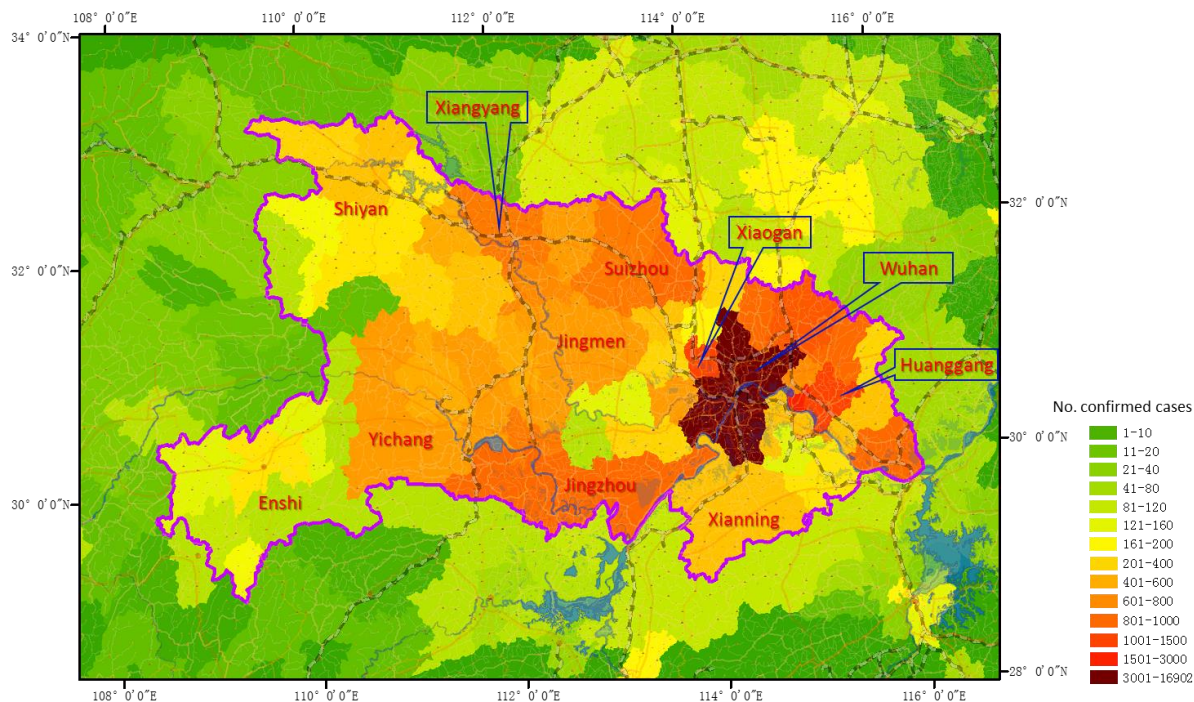 108° 0′0″E 110° 0′0″E 112° 0′0″E 114° 0′0″E 116° 0′0″E
34° 0′0″N
Xiangyang
Shiyan
32° 0′0″N
Xiaogan
Suizhou
Wuhan
32° 0′0″N
Jingmen
Huanggang
No. confirmed cases
1-10
Yichang
30° 0′0″N
11-20
21-40
41-80
Jingzhou
30° 0′0″N
Enshi
81-120
Xianning
121-160
161-200
201-400
401-600
601-800
801-1000
1001-1500
1501-3000
28° 0′0″N
3001-16902
108° 0′0″E 110° 0′0″E 112° 0′0″E 114° 0′0″E 116° 0′0″E